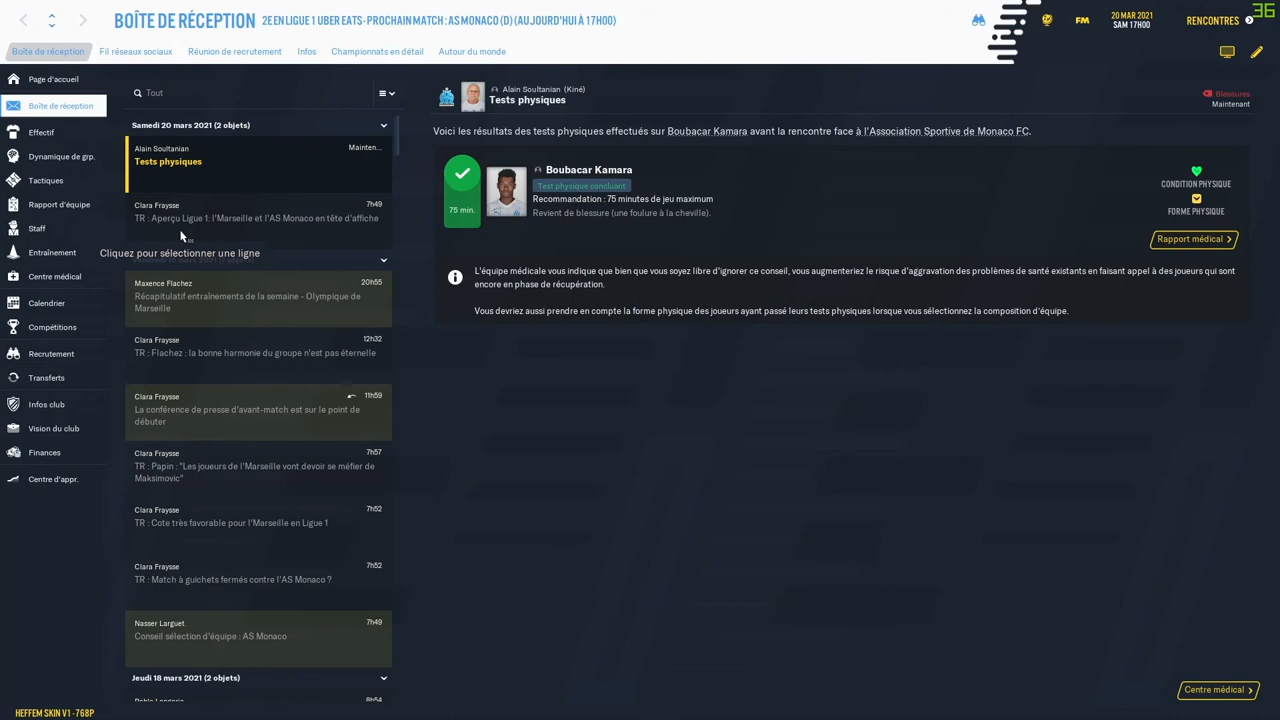 BOÎTE DE RÉCEPTION
2E EN LIGUE 1 UBER EATS · PROCHAIN MATCH : AS MONACO (D) (AUJOURD'HUI À 17H00)
FM
20 MAR 2021
SAM 17H00
RENCONTRES
36
Boîte de réception
Fil réseaux sociaux
Réunion de recrutement
Infos
Championnats en détail
Autour du monde
Page d'accueil
Boîte de réception
Effectif
Dynamique de grp.
Tactiques
Rapport d'équipe
Staff
Entraînement
Centre médical
Calendrier
Compétitions
Recrutement
Transferts
Infos club
Vision du club
Finances
Centre d'appr.
HEFFEM SKIN V1 - 768P
Tout
Samedi 20 mars 2021 (2 objets)
Alain Soultanian
Mainten...
Tests physiques
Clara Fraysse
7h49
TR : Aperçu Ligue 1: l'Marseille et l'AS Monaco en tête d'affiche
Cliquez pour sélectionner une ligne
Maxence Flachez
20h55
Récapitulatif entraînements de la semaine - Olympique de
Marseille
Clara Fraysse
12h32
TR : Flachez : la bonne harmonie du groupe n'est pas éternelle
Clara Fraysse
11h59
La conférence de presse d'avant-match est sur le point de
débuter
Clara Fraysse
7h57
TR : Papin : "Les joueurs de l'Marseille vont devoir se méfier de
Maksimovic"
Clara Fraysse
7h52
TR : Cote très favorable pour l'Marseille en Ligue 1
Clara Fraysse
7h52
TR : Match à guichets fermés contre l'AS Monaco ?
Nasser Larguet
7h49
Conseil sélection d'équipe : AS Monaco
Jeudi 18 mars 2021 (2 objets)
Alain Soultanian (Kiné)
Tests physiques
Blessures
Maintenant
Voici les résultats des tests physiques effectués sur Boubacar Kamara avant la rencontre face à l'Association Sportive de Monaco FC.
75 min.
Boubacar Kamara
Test physique concluant
Recommandation : 75 minutes de jeu maximum
Revient de blessure (une foulure à la cheville).
CONDITION PHYSIQUE
FORME PHYSIQUE
Rapport médical
L'équipe médicale vous indique que bien que vous soyez libre d'ignorer ce conseil, vous augmenteriez le risque d'aggravation des problèmes de santé existants en faisant appel à des joueurs qui sont
encore en phase de récupération.
Vous devriez aussi prendre en compte la forme physique des joueurs ayant passé leurs tests physiques lorsque vous sélectionnez la composition d'équipe.
Centre médical